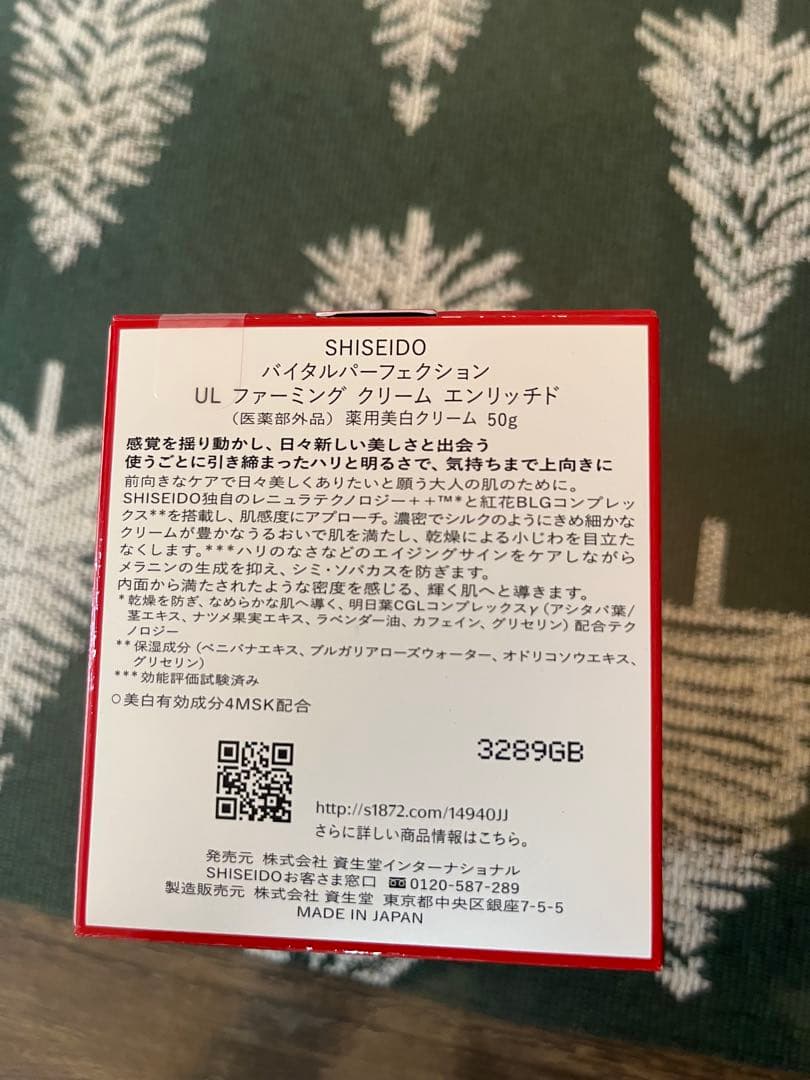 SHISEIDO
バイタルパーフェクション
UL ファーミング クリーム エンリッチド
（医薬部外品）薬用美白クリーム 50g
感覚を揺り動かし、日々新しい美しさと出会う
使うごとに引き締まったハリと明るさで、気持ちまで上向きに
前向きなケアで日々美しくありたいと願う大人の肌のために。
SHISEIDO独自のレニュラテクノロジー＋＋™*と紅花BLGコンプレッ
クス**を搭載し、肌感度にアプローチ。濃密でシルクのようにきめ細かな
クリームが豊かなうるおいで肌を満たし、乾燥による小じわを目立た
なくします。***ハリのなさなどのエイジングサインをケアしながら
メラニンの生成を抑え、シミ・ソバカスを防ぎます。
内面から満たされたような密度を感じる、輝く肌へと導きます。
*乾燥を防ぎ、なめらかな肌へ導く、明日葉CGLコンプレックスγ（アシタバ葉/
茎エキス、ナツメ果実エキス、ラベンダー油、カフェイン、グリセリン）配合テク
ノロジー
**保湿成分（ベニバナエキス、ブルガリアローズウォーター、オドリコソウエキス、
グリセリン）
***効能評価試験済み
○美白有効成分4MSK配合
3289GB
http://s1872.com/14940JJ
さらに詳しい商品情報はこちら。
発売元 株式会社 資生堂インターナショナル
SHISEIDOお客さま窓口 0120-587-289
製造販売元 株式会社 資生堂 東京都中央区銀座7-5-5
MADE IN JAPAN